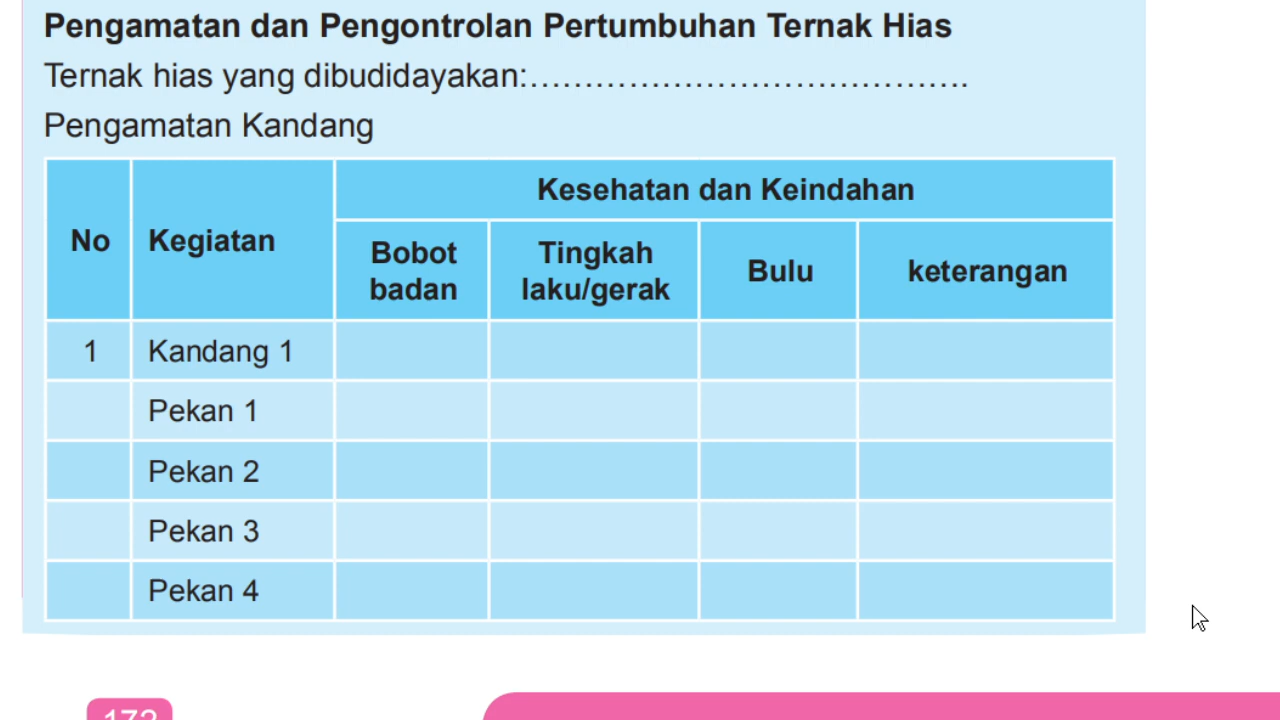 Pengamatan dan Pengontrolan Pertumbuhan Ternak Hias
Ternak hias yang dibudidayakan:.......................................
Pengamatan Kandang
No
Kegiatan
Kesehatan dan Keindahan
Bobot badan
Tingkah laku/gerak
Bulu
keterangan
1 Kandang 1
Pekan 1
Pekan 2
Pekan 3
Pekan 4